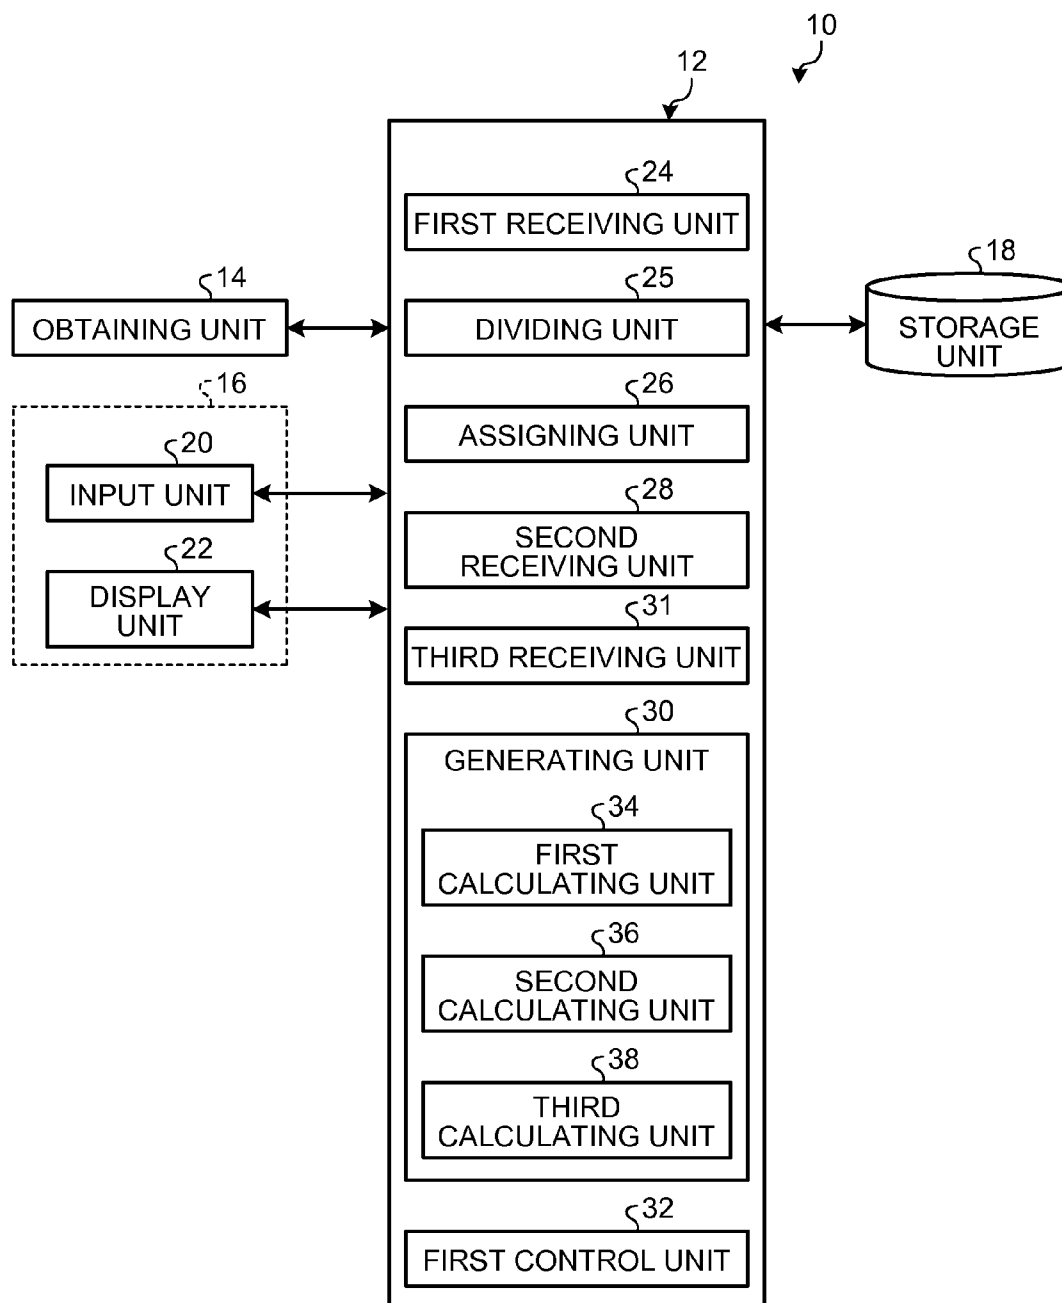 10
12
24
FIRST RECEIVING UNIT
14
OBTAINING UNIT
25
DIVIDING UNIT
18
STORAGE
UNIT
16
26
ASSIGNING UNIT
20
INPUT UNIT
28
SECOND
RECEIVING UNIT
22
DISPLAY
UNIT
31
THIRD RECEIVING UNIT
30
GENERATING UNIT
34
FIRST
CALCULATING UNIT
36
SECOND
CALCULATING UNIT
38
THIRD
CALCULATING UNIT
32
FIRST CONTROL UNIT